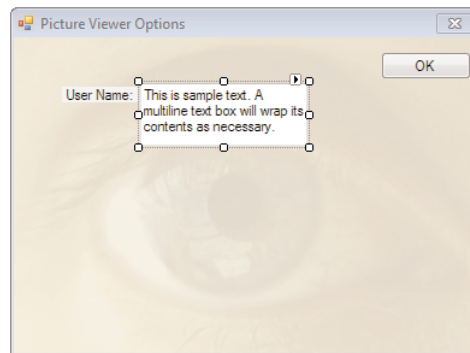 Picture Viewer Options
OK
User Name:
This is sample text. A
multiline text box will wrap its
contents as necessary.